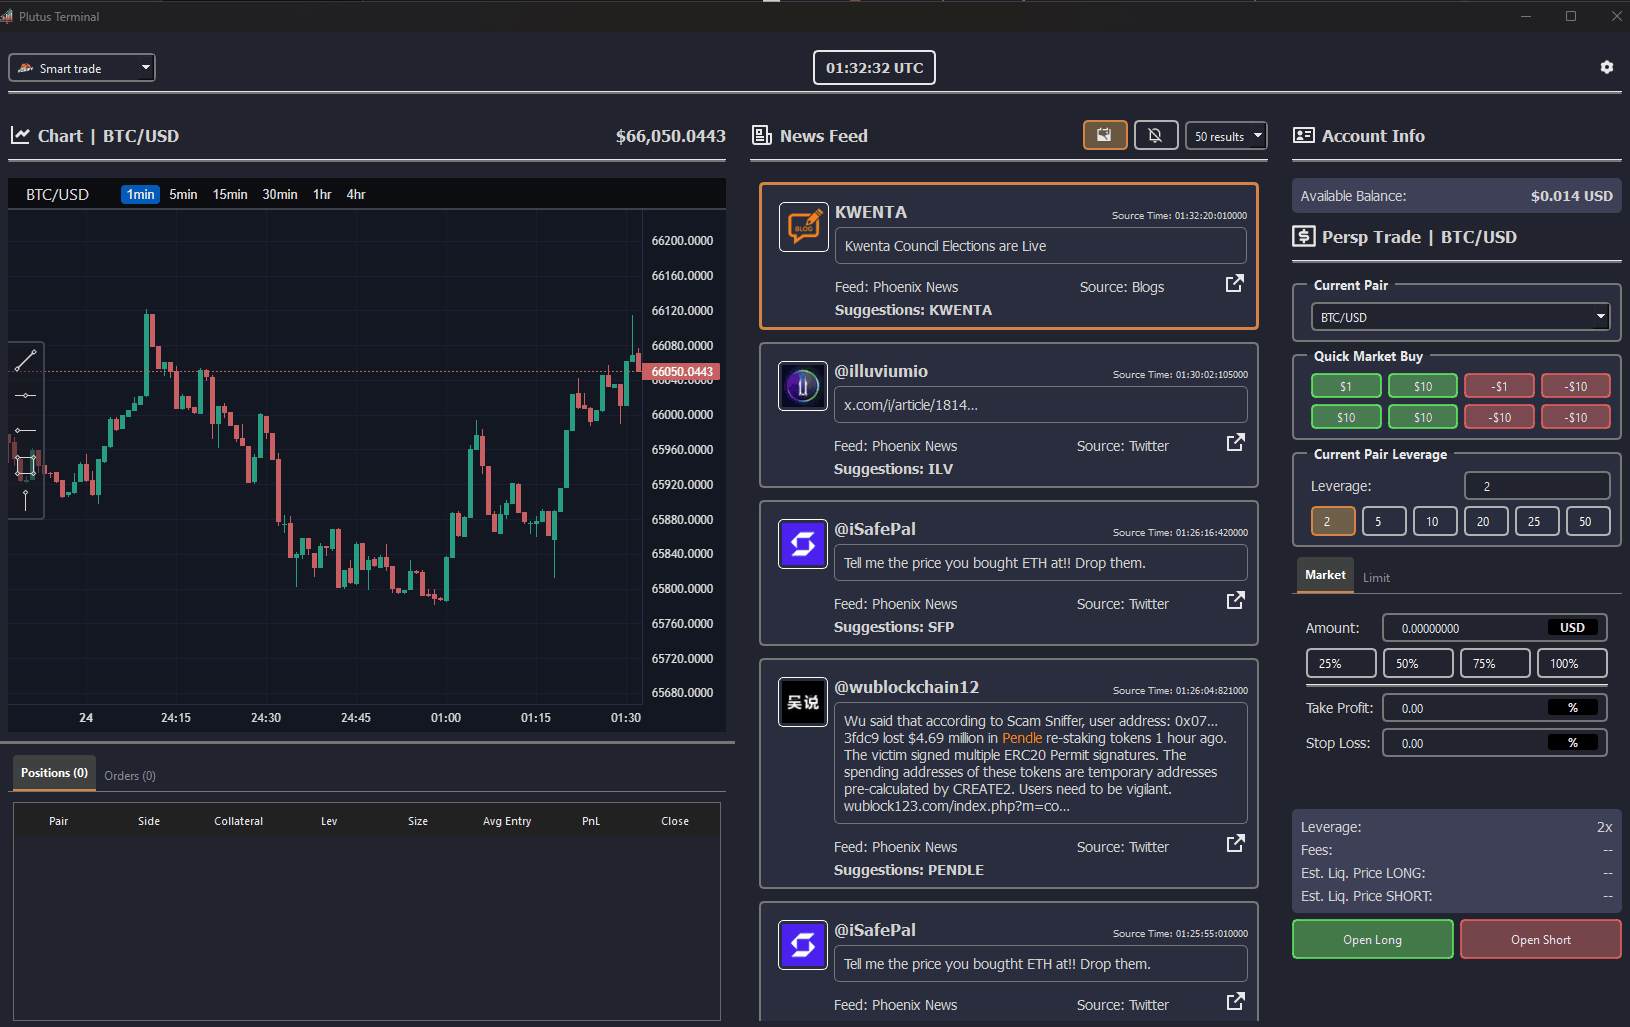 Plutus Terminal
Smart trade
01:32:32 UTC
Chart | BTC/USD
$66,050.0443
BTC/USD 1min 5min 15min 30min 1hr 4hr
66200.0000
66160.0000
66120.0000
66080.0000
66050.0443
66040.0000
66000.0000
65960.0000
65920.0000
65880.0000
65840.0000
65800.0000
65760.0000
65720.0000
65680.0000
24 24:15 24:30 24:45 01:00 01:15 01:30
Positions (0) Orders (0)
Pair Side Collateral Lev Size Avg Entry PnL Close
News Feed
50 results
KWENTA
Source Time: 01:32:20:010000
BLOG
Kwenta Council Elections are Live
Feed: Phoenix News Source: Blogs
Suggestions: KWENTA
@illuviumio
Source Time: 01:30:02:105000
x.com/i/article/1814...
Feed: Phoenix News Source: Twitter
Suggestions: ILV
@iSafePal
Source Time: 01:26:16:420000
Tell me the price you bought ETH at!! Drop them.
Feed: Phoenix News Source: Twitter
Suggestions: SFP
@wublockchain12
Source Time: 01:26:04:821000
吴说
Wu said that according to Scam Sniffer, user address: 0x07...
3fdc9 lost $4.69 million in Pendle re-staking tokens 1 hour ago.
The victim signed multiple ERC20 Permit signatures. The
spending addresses of these tokens are temporary addresses
pre-calculated by CREATE2. Users need to be vigilant.
wublock123.com/index.php?m=co...
Feed: Phoenix News Source: Twitter
Suggestions: PENDLE
@iSafePal
Source Time: 01:25:55:010000
Tell me the price you bougtht ETH at!! Drop them.
Feed: Phoenix News Source: Twitter
Account Info
Available Balance: $0.014 USD
Persp Trade | BTC/USD
Current Pair
BTC/USD
Quick Market Buy
$1 $10 -$1 -$10
$10 $10 -$10 -$10
Current Pair Leverage
Leverage: 2
2 5 10 20 25 50
Market Limit
Amount: 0.00000000 USD
25% 50% 75% 100%
Take Profit: 0.00 %
Stop Loss: 0.00 %
Leverage: 2x
Fees: --
Est. Liq. Price LONG: --
Est. Liq. Price SHORT: --
Open Long Open Short